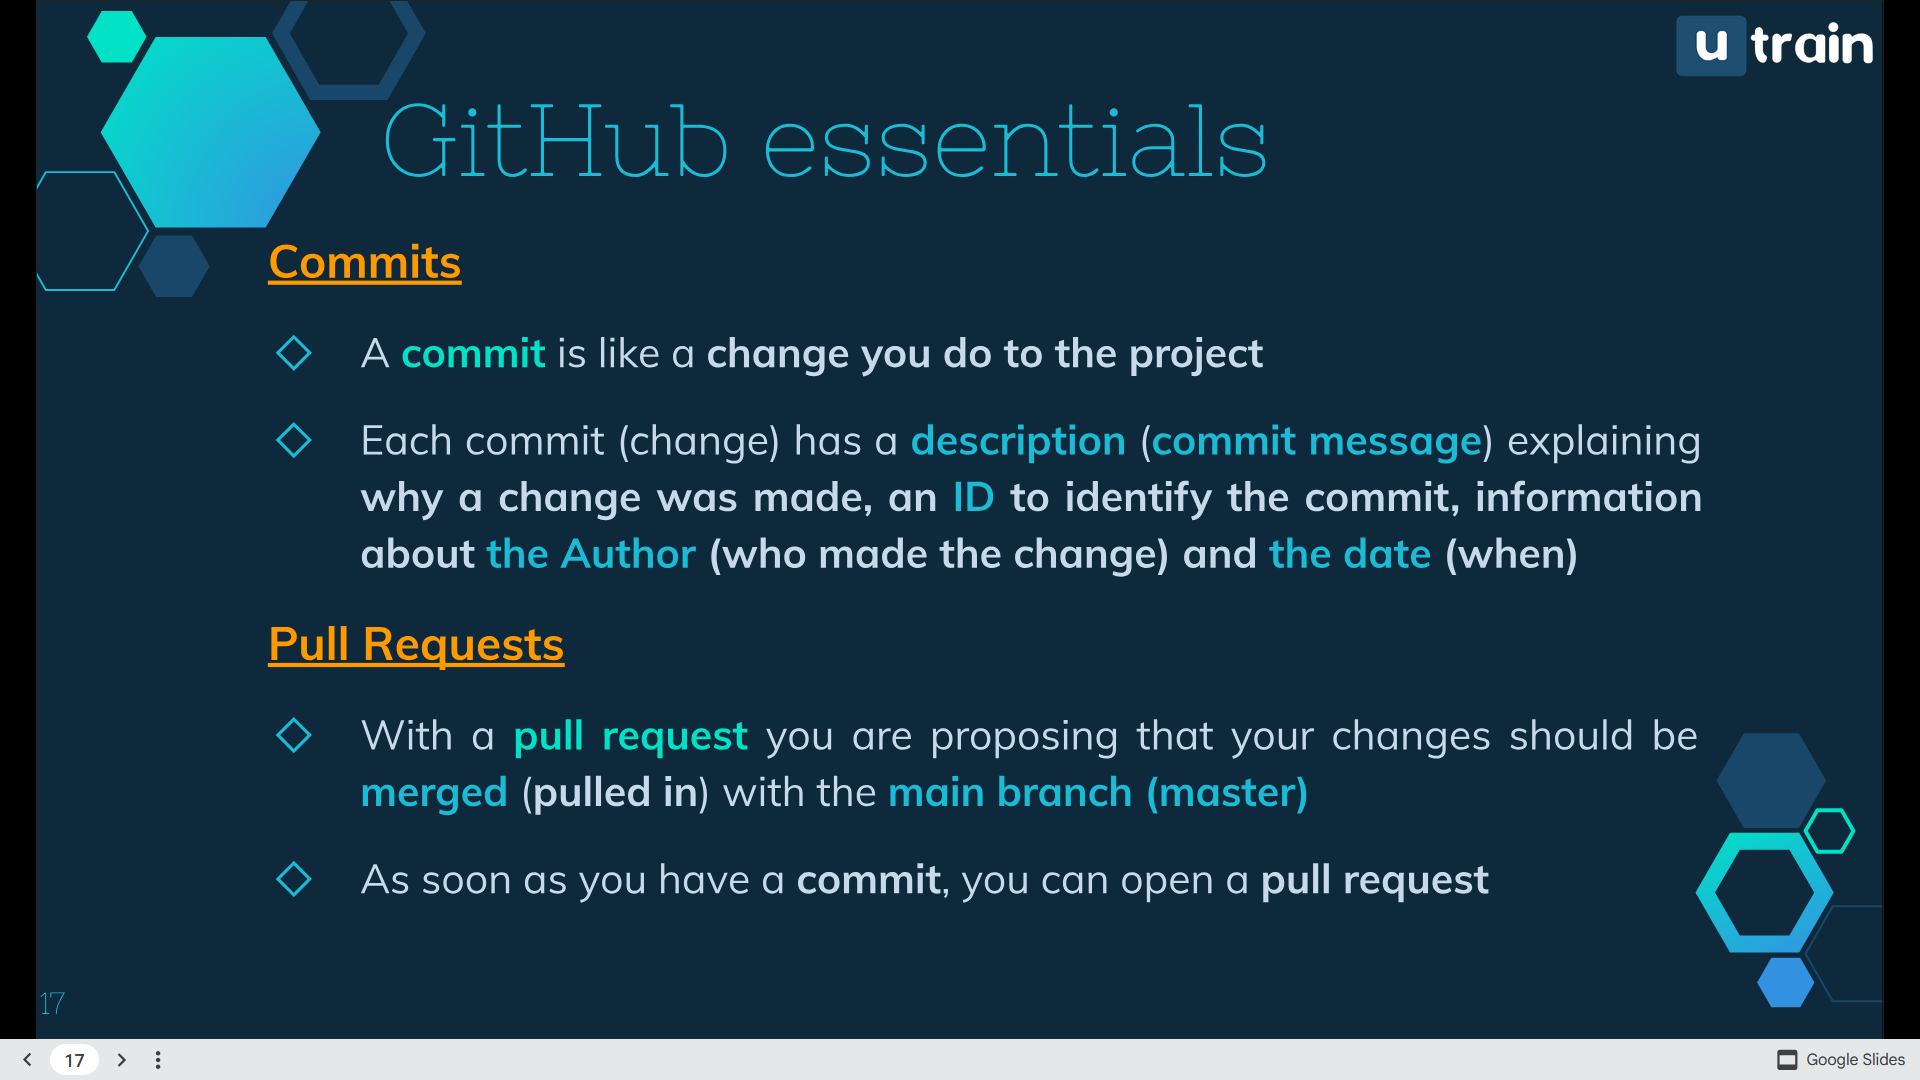 u train
GitHub essentials
Commits
A commit is like a change you do to the project
Each commit (change) has a description (commit message) explaining
why a change was made, an ID to identify the commit, information
about the Author (who made the change) and the date (when)
Pull Requests
With a pull request you are proposing that your changes should be
merged (pulled in) with the main branch (master)
As soon as you have a commit, you can open a pull request
17
17
Google Slides